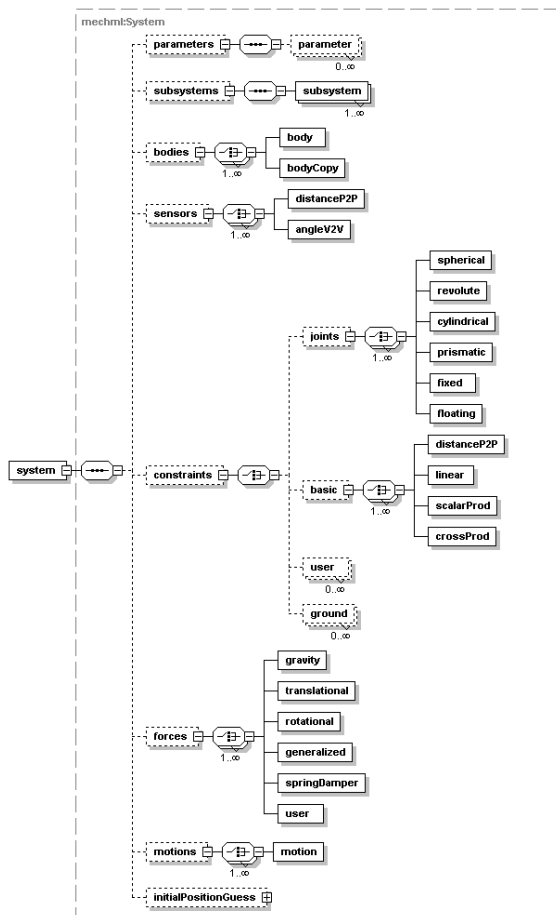 mechml:System
parameters
parameter
0..∞
subsystems
subsystem
1..∞
bodies
1..∞
body
bodyCopy
sensors
1..∞
distanceP2P
angleV2V
system
constraints
joints
1..∞
spherical
revolute
cylindrical
prismatic
fixed
floating
basic
1..∞
distanceP2P
linear
scalarProd
crossProd
user
0..∞
ground
0..∞
forces
1..∞
gravity
translational
rotational
generalized
springDamper
user
motions
1..∞
motion
initialPositionGuess